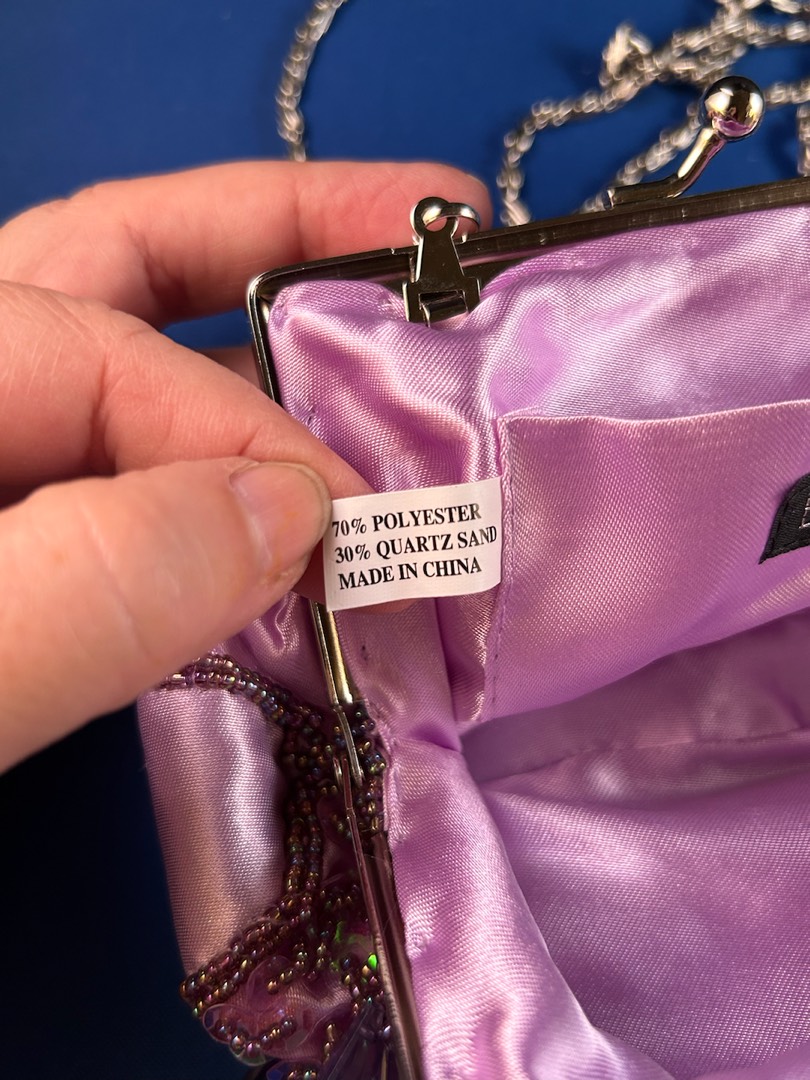 70% POLYESTER
30% QUARTZ SAND
MADE IN CHINA